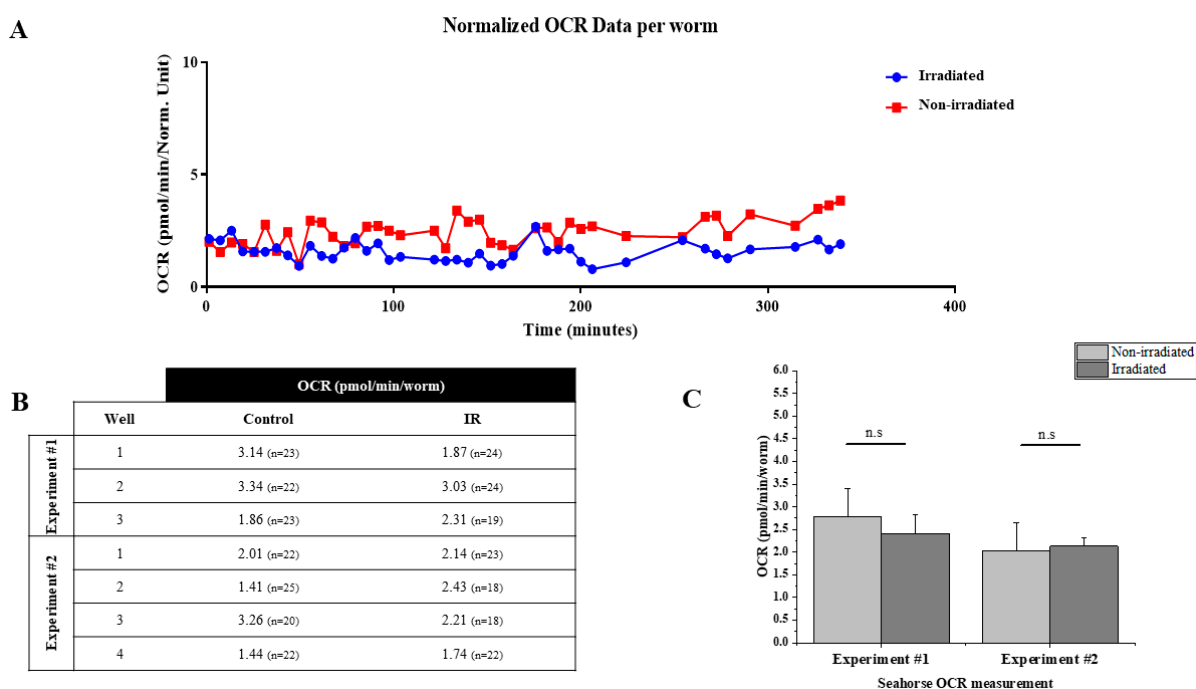 A
Normalized OCR Data per worm
OCR (pmol/min/Norm. Unit)
10
5
0
0 100 200 300 400
Time (minutes)
Irradiated
Non-irradiated
B
OCR (pmol/min/worm)
Well Control IR
Experiment #1
1 3.14 (n=23) 1.87 (n=24)
2 3.34 (n=22) 3.03 (n=24)
3 1.86 (n=23) 2.31 (n=19)
Experiment #2
1 2.01 (n=22) 2.14 (n=23)
2 1.41 (n=25) 2.43 (n=18)
3 3.26 (n=20) 2.21 (n=18)
4 1.44 (n=22) 1.74 (n=22)
C
Non-irradiated
Irradiated
OCR (pmol/min/worm)
6.0
5.5
5.0
4.5
4.0
3.5
3.0
2.5
2.0
1.5
1.0
0.5
0.0
n.s n.s
Experiment #1 Experiment #2
Seahorse OCR measurement